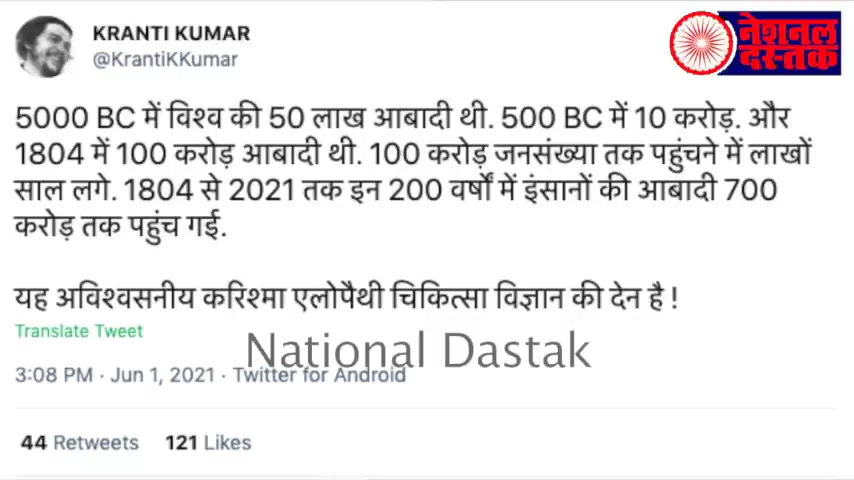 KRANTI KUMAR
@KrantiKKumar
नेशनल
दस्तक
5000 BC में विश्व की 50 लाख आबादी थी. 500 BC में 10 करोड़. और
1804 में 100 करोड़ आबादी थी. 100 करोड़ जनसंख्या तक पहुंचने में लाखों
साल लगे. 1804 से 2021 तक इन 200 वर्षों में इंसानों की आबादी 700
करोड़ तक पहुंच गई.
यह अविश्वसनीय करिश्मा एलोपैथी चिकित्सा विज्ञान की देन है !
Translate Tweet
National Dastak
3:08 PM · Jun 1, 2021 · Twitter for Android
44 Retweets 121 Likes